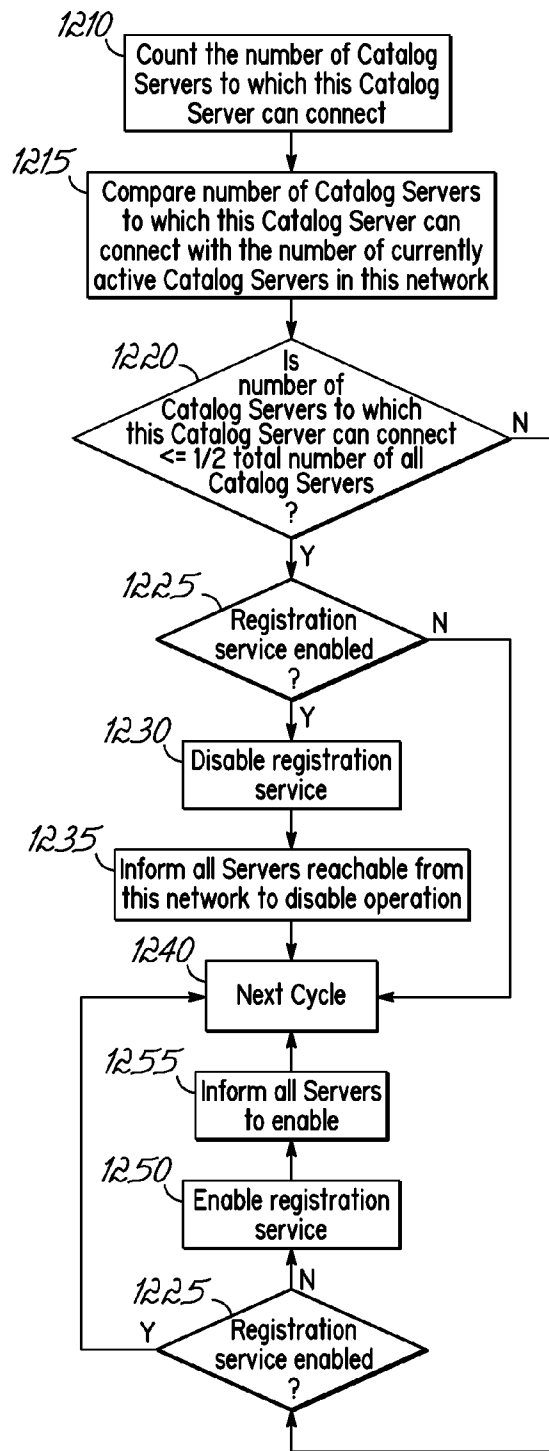 1210
Count the number of Catalog
Servers to which this Catalog
Server can connect
1215
Compare number of Catalog Servers
to which this Catalog Server can
connect with the number of currently
active Catalog Servers in this network
1220
Is
number of
Catalog Servers to which
this Catalog Server can connect
<= 1/2 total number of all
Catalog Servers
?
N
Y
1225
Registration
service enabled
?
N
Y
1230
Disable registration
service
1235
Inform all Servers reachable from
this network to disable operation
1240
Next Cycle
1255
Inform all Servers
to enable
1250
Enable registration
service
N
1225
Y
Registration
service enabled
?